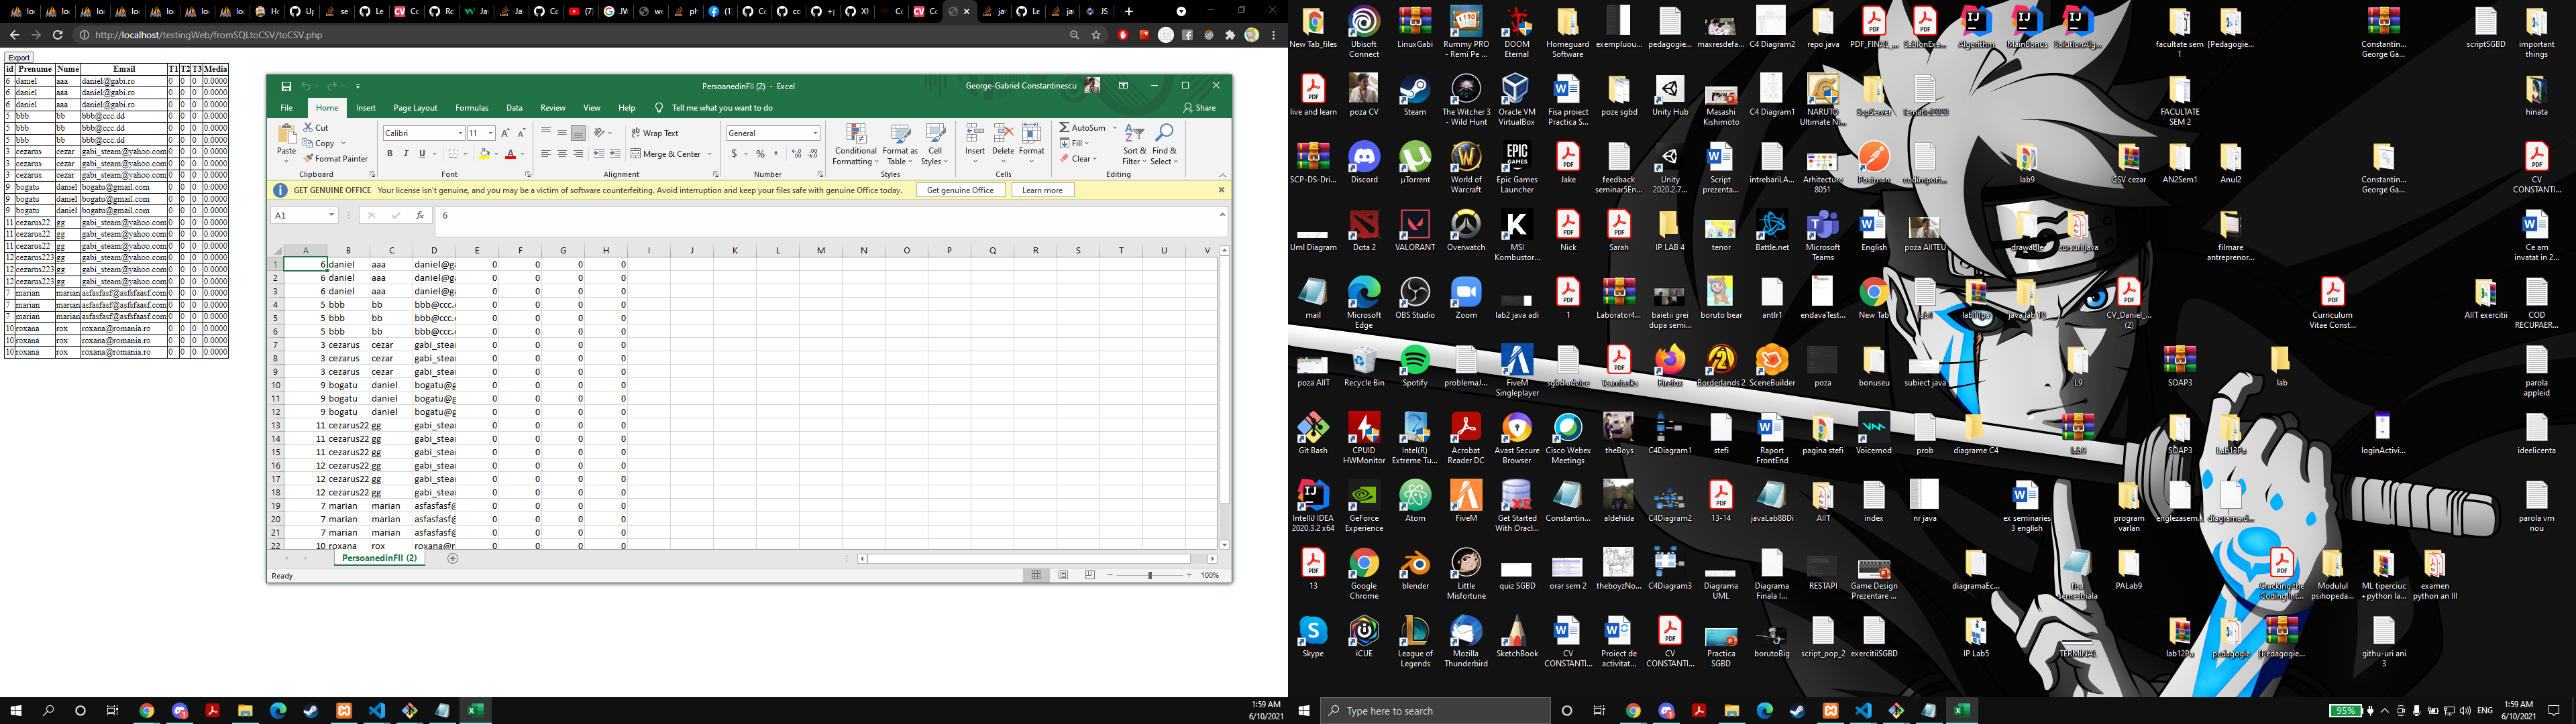 http://localhost/testingWeb/fromSQLtoCSV/toCSV.php
Export
id Prenume Nume Email T1 T2 T3 Media
6 daniel aaa daniel@gabi.ro 0 0 0 0.0000
6 daniel aaa daniel@gabi.ro 0 0 0 0.0000
6 daniel aaa daniel@gabi.ro 0 0 0 0.0000
5 bbb bb bbb@ccc.dd 0 0 0 0.0000
5 bbb bb bbb@ccc.dd 0 0 0 0.0000
5 bbb bb bbb@ccc.dd 0 0 0 0.0000
3 cezarus cezar gabi_steam@yahoo.com 0 0 0 0.0000
3 cezarus cezar gabi_steam@yahoo.com 0 0 0 0.0000
3 cezarus cezar gabi_steam@yahoo.com 0 0 0 0.0000
9 bogatu daniel bogatu@gmail.com 0 0 0 0.0000
9 bogatu daniel bogatu@gmail.com 0 0 0 0.0000
9 bogatu daniel bogatu@gmail.com 0 0 0 0.0000
11 cezarus22 gg gabi_steam@yahoo.com 0 0 0 0.0000
11 cezarus22 gg gabi_steam@yahoo.com 0 0 0 0.0000
11 cezarus22 gg gabi_steam@yahoo.com 0 0 0 0.0000
12 cezarus223 gg gabi_steam@yahoo.com 0 0 0 0.0000
12 cezarus223 gg gabi_steam@yahoo.com 0 0 0 0.0000
12 cezarus223 gg gabi_steam@yahoo.com 0 0 0 0.0000
7 marian marian asfasfasf@asfsfaasf.com 0 0 0 0.0000
7 marian marian asfasfasf@asfsfaasf.com 0 0 0 0.0000
7 marian marian asfasfasf@asfsfaasf.com 0 0 0 0.0000
10 roxana rox roxana@romania.ro 0 0 0 0.0000
10 roxana rox roxana@romania.ro 0 0 0 0.0000
10 roxana rox roxana@romania.ro 0 0 0 0.0000
PersoanedinFII (2) - Excel
George-Gabriel Constantinescu
File Home Insert Page Layout Formulas Data Review View Help Tell me what you want to do Share
Paste Cut Copy Format Painter
Calibri 11
B I U
Wrap Text
Merge & Center
General
Conditional Formatting Format as Table Cell Styles
Insert Delete Format
AutoSum Fill Clear
Sort & Filter Find & Select
Clipboard Font Alignment Number Styles Cells Editing
GET GENUINE OFFICE Your license isn't genuine, and you may be a victim of software counterfeiting. Avoid interruption and keep your files safe with genuine Office today. Get genuine Office Learn more
A1 fx 6
A B C D E F G H I J K L M N O P Q R S T U V
1 6 daniel aaa daniel@ga 0 0 0 0
2 6 daniel aaa daniel@ga 0 0 0 0
3 6 daniel aaa daniel@ga 0 0 0 0
4 5 bbb bb bbb@ccc.d 0 0 0 0
5 5 bbb bb bbb@ccc.d 0 0 0 0
6 5 bbb bb bbb@ccc.d 0 0 0 0
7 3 cezarus cezar gabi_stear 0 0 0 0
8 3 cezarus cezar gabi_stear 0 0 0 0
9 3 cezarus cezar gabi_stear 0 0 0 0
10 9 bogatu daniel bogatu@g 0 0 0 0
11 9 bogatu daniel bogatu@g 0 0 0 0
12 9 bogatu daniel bogatu@g 0 0 0 0
13 11 cezarus22 gg gabi_stear 0 0 0 0
14 11 cezarus22 gg gabi_stear 0 0 0 0
15 11 cezarus22 gg gabi_stear 0 0 0 0
16 12 cezarus22 gg gabi_stear 0 0 0 0
17 12 cezarus22 gg gabi_stear 0 0 0 0
18 12 cezarus22 gg gabi_stear 0 0 0 0
19 7 marian marian asfasfasf@ 0 0 0 0
20 7 marian marian asfasfasf@ 0 0 0 0
21 7 marian marian asfasfasf@ 0 0 0 0
22 10 roxana rox roxana@r 0 0 0 0
PersoanedinFII (2)
Ready 100%
1:59 AM
6/10/2021
New Tab_files Ubisoft Connect LinuxGabi Rummy PRO - Remi Pe ... DOOM Eternal Homeguard Software exempluou... pedagogie... maxresdefa... C4 Diagram2 repo java PDF_FINAL_... SablonExa... Algorithm MainBonus SolutionAlg... facultate sem 1 [Pedagogie... Constantin... George Ga... scriptSGBD important things
live and learn poza CV Steam The Witcher 3 - Wild Hunt Oracle VM VirtualBox Fisa proiect Practica S... poze sgbd Unity Hub Masashi Kishimoto C4 Diagram1 NARUTO Ultimate Ni... ScpServer Tematici2020 FACULTATE SEM 2 hinata
SCP-DS-Dri... Discord µTorrent World of Warcraft Epic Games Launcher Jake feedback seminar5En... Unity 2020.2.7... Script prezenta... intrebariLA... Arhitecture 8051 Postman codimport... lab9 CSV cezar AN2Sem1 Anul2 Constantin... George Ga... CV CONSTANTI...
Uml Diagram Dota 2 VALORANT Overwatch MSI Kombustor... Nick Sarah IP LAB 4 tenor Battle.net Microsoft Teams English poza AIITEU drawable cursuri java filmare antreprenor... Ce am invatat in 2...
mail Microsoft Edge OBS Studio Zoom lab2 java adi 1 Laborator4... baietii grei dupa semi... boruto bear antlr1 endavaTest... New Tab Lab1 lab11pa java lab 10 CV_Daniel_... (2) Curriculum Vitae Const... AIIT exercitii COD RECUPAER...
poza AIIT Recycle Bin Spotify problemaJ... FiveM Singleplayer sgbd advice Teamtasks Firefox Borderlands 2 SceneBuilder poza bonuseu subiect java L9 SOAP3 lab parola appleid
Git Bash CPUID HWMonitor Intel(R) Extreme Tu... Acrobat Reader DC Avast Secure Browser Cisco Webex Meetings theBoys C4Diagram1 stefi Raport FrontEnd pagina stefi Voicemod prob diagrame C4 Lab9 SOAP3 Lab12Pa loginActivi... ideelicenta
IntelliJ IDEA 2020.3.2 x64 GeForce Experience Atom FiveM Get Started With Oracl... Constantin... aldehida C4Diagram2 13-14 javaLab8BDi AIIT index nr java ex seminaries 3 english program varlan englezasem... diagramaid... parola vm nou
13 Google Chrome blender Little Misfortune quiz SGBD orar sem 2 theboyzNo... C4Diagram3 Diagrama UML Diagrama Finala I... RESTAPI Game Design Prezentare ... diagramaEc... fisa semestriala PALab9 Cracking the Coding Int... Modulul psihopeda... ML tiperciuc +python la... examen python an III
Skype iCUE League of Legends Mozilla Thunderbird SketchBook CV CONSTANTI... Proiect de activitat... CV CONSTANTI... Practica SGBD borutoBig script_pop_2 exercitiiSGBD IP Lab5 TERMINAL lab12Pa pedagogie [Pedagogie... githu-uri ani 3
Type here to search
95% ENG 1:59 AM
6/10/2021